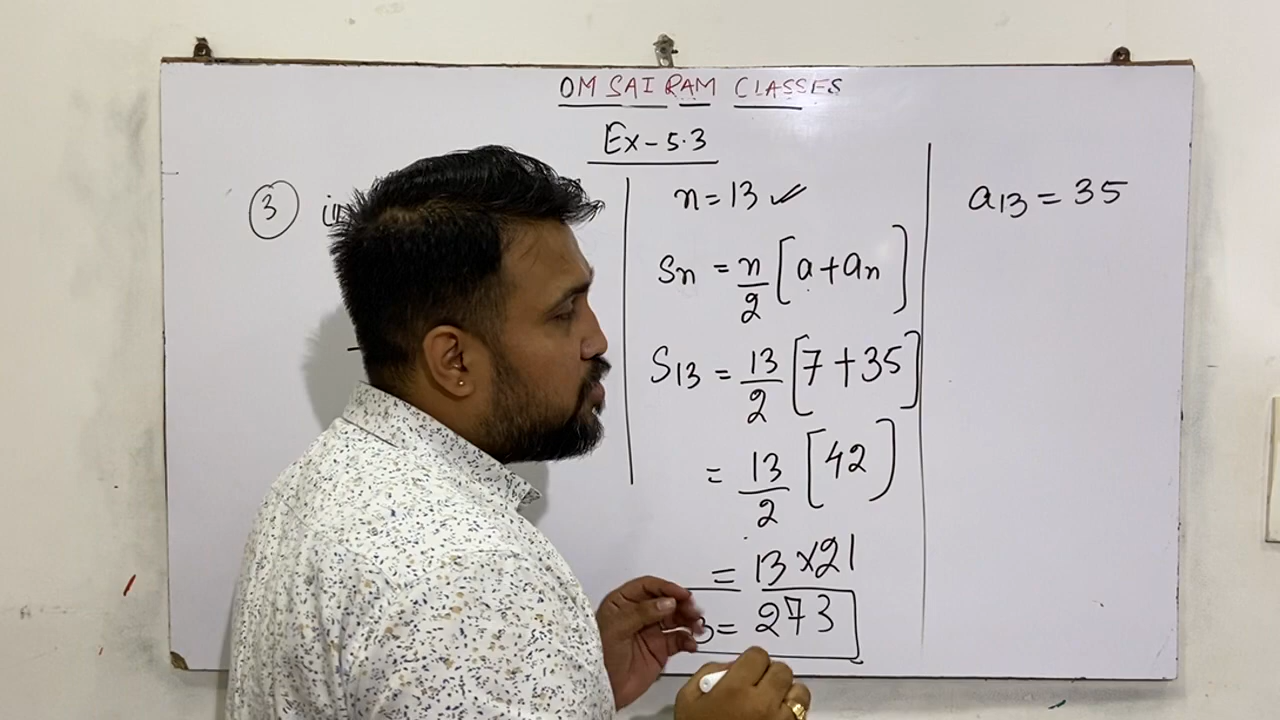 OM SAI RAM CLASSES
Ex-5.3
3
n=13 ✓
Sn = n/2 [a+an]
S13 = 13/2 [7+35]
= 13/2 [42]
= 13×21
3= 273
a13 = 35